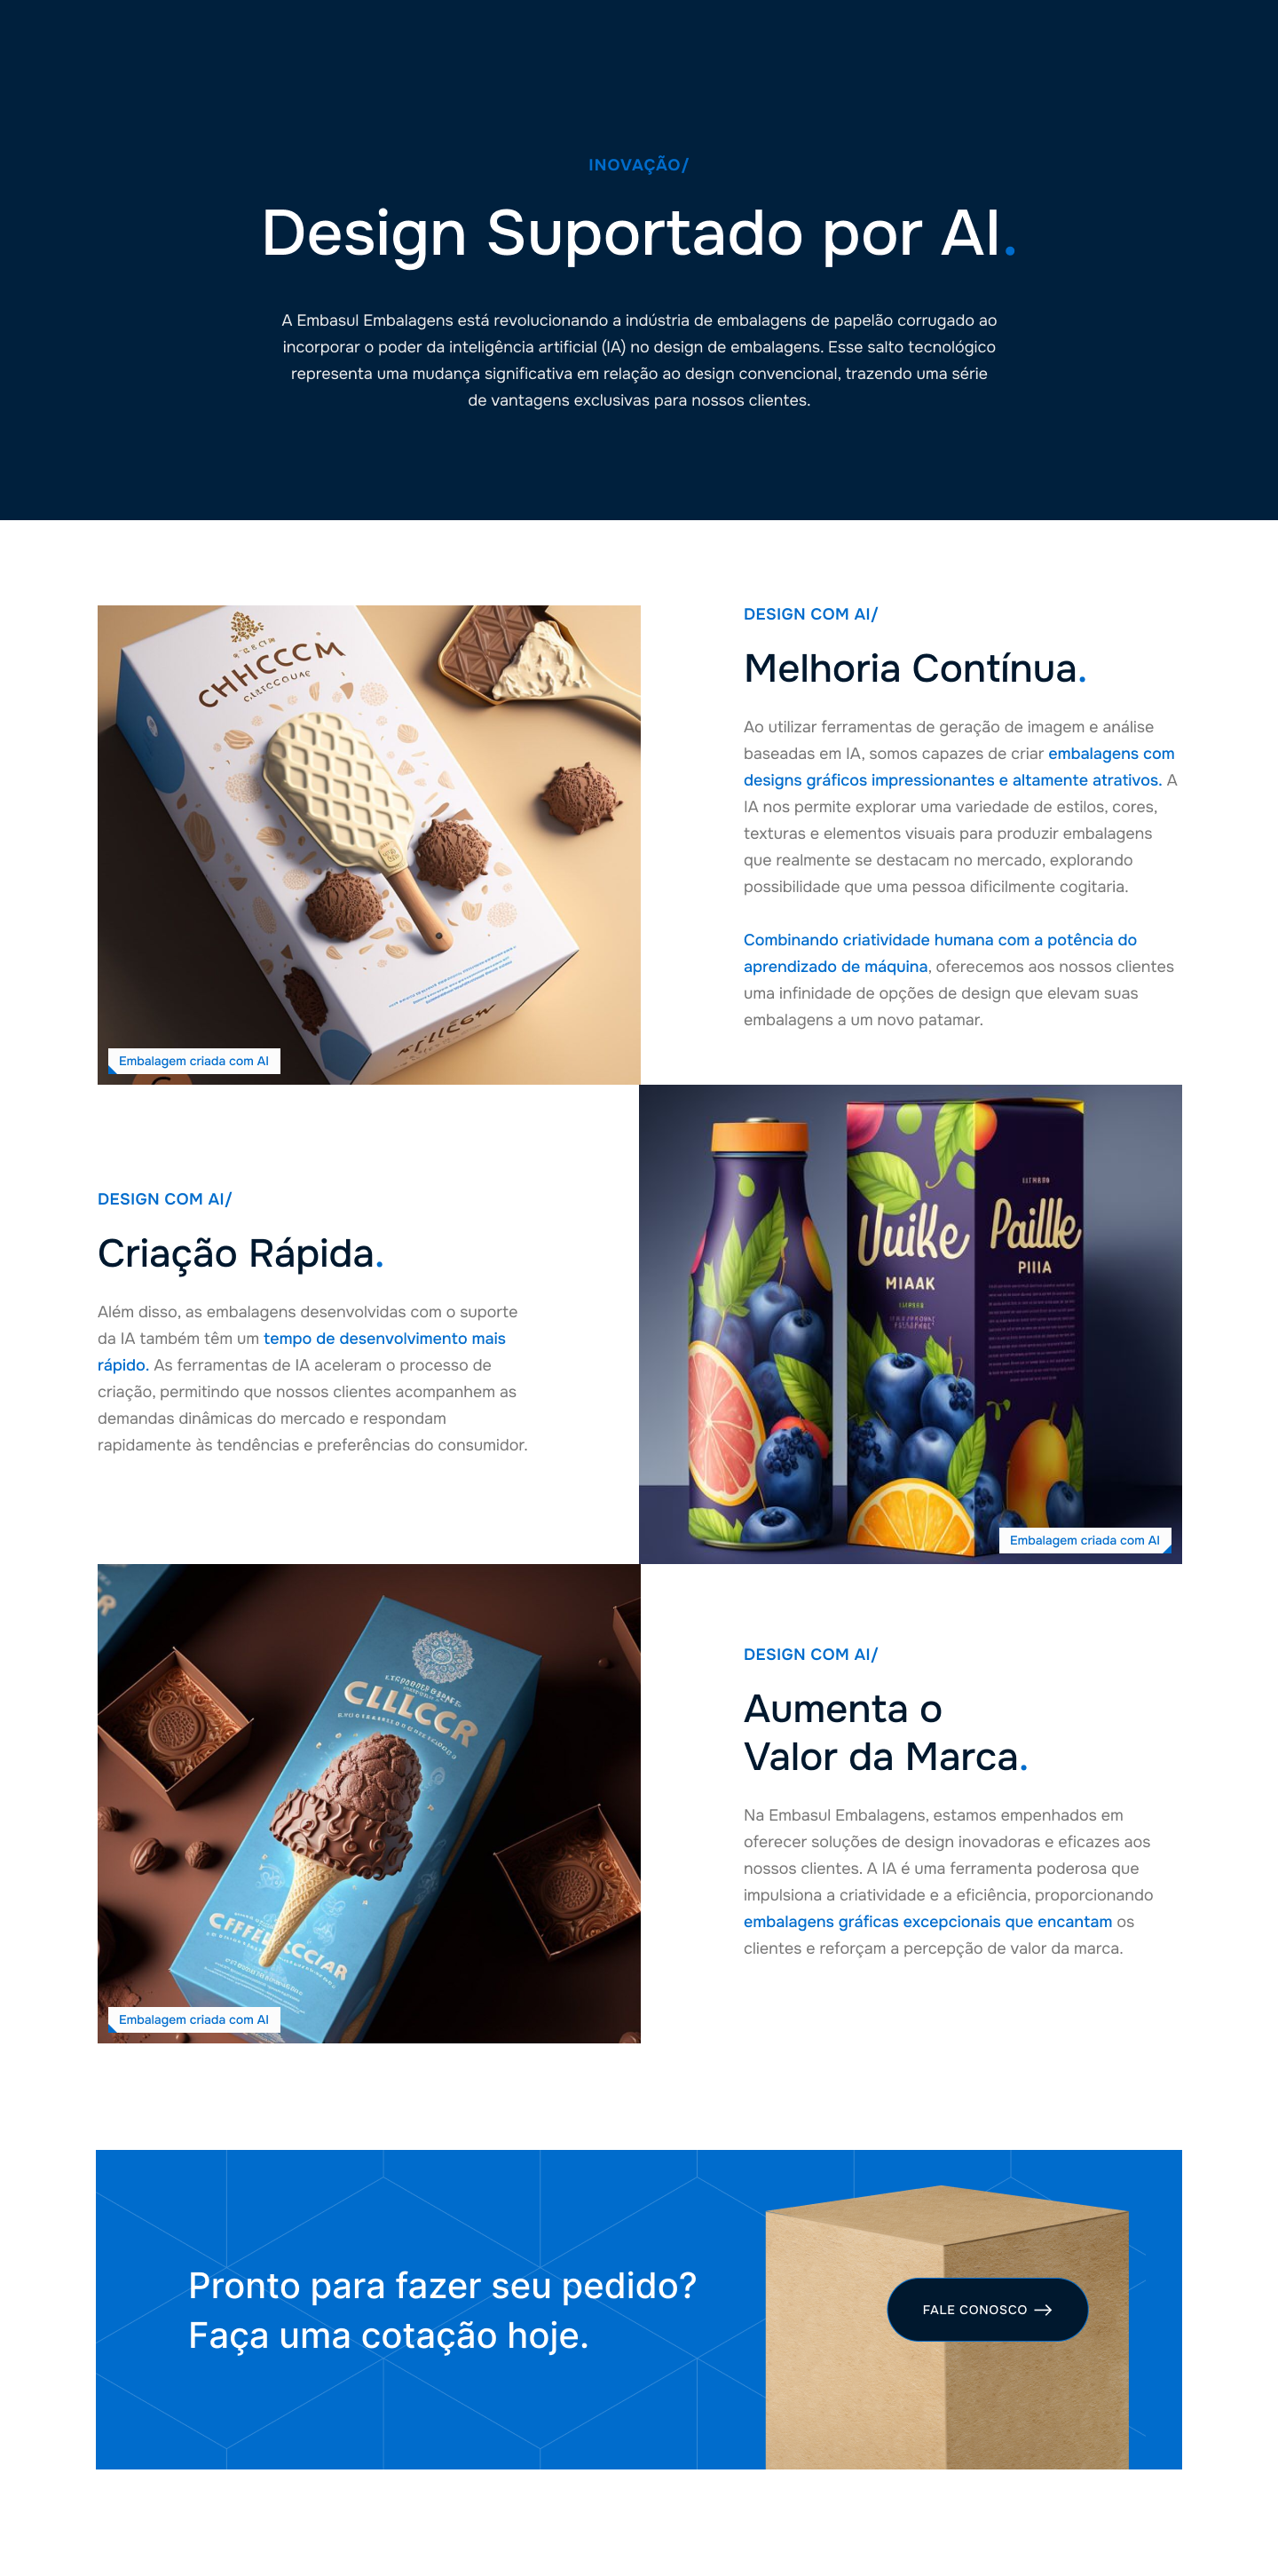 INOVAÇÃO/
Design Suportado por AI.
A Embasul Embalagens está revolucionando a indústria de embalagens de papelão corrugado ao
incorporar o poder da inteligência artificial (IA) no design de embalagens. Esse salto tecnológico
representa uma mudança significativa em relação ao design convencional, trazendo uma série
de vantagens exclusivas para nossos clientes.
CHHCCCM
Embalagem criada com AI
DESIGN COM AI/
Melhoria Contínua.
Ao utilizar ferramentas de geração de imagem e análise
baseadas em IA, somos capazes de criar embalagens com
designs gráficos impressionantes e altamente atrativos. A
IA nos permite explorar uma variedade de estilos, cores,
texturas e elementos visuais para produzir embalagens
que realmente se destacam no mercado, explorando
possibilidade que uma pessoa dificilmente cogitaria.
Combinando criatividade humana com a potência do
aprendizado de máquina, oferecemos aos nossos clientes
uma infinidade de opções de design que elevam suas
embalagens a um novo patamar.
DESIGN COM AI/
Criação Rápida.
Além disso, as embalagens desenvolvidas com o suporte
da IA também têm um tempo de desenvolvimento mais
rápido. As ferramentas de IA aceleram o processo de
criação, permitindo que nossos clientes acompanhem as
demandas dinâmicas do mercado e respondam
rapidamente às tendências e preferências do consumidor.
Uuike
MIAAK
Paillle
PIIIA
Embalagem criada com AI
CLLLCCR
Embalagem criada com AI
DESIGN COM AI/
Aumenta o
Valor da Marca.
Na Embasul Embalagens, estamos empenhados em
oferecer soluções de design inovadoras e eficazes aos
nossos clientes. A IA é uma ferramenta poderosa que
impulsiona a criatividade e a eficiência, proporcionando
embalagens gráficas excepcionais que encantam os
clientes e reforçam a percepção de valor da marca.
Pronto para fazer seu pedido?
Faça uma cotação hoje.
FALE CONOSCO